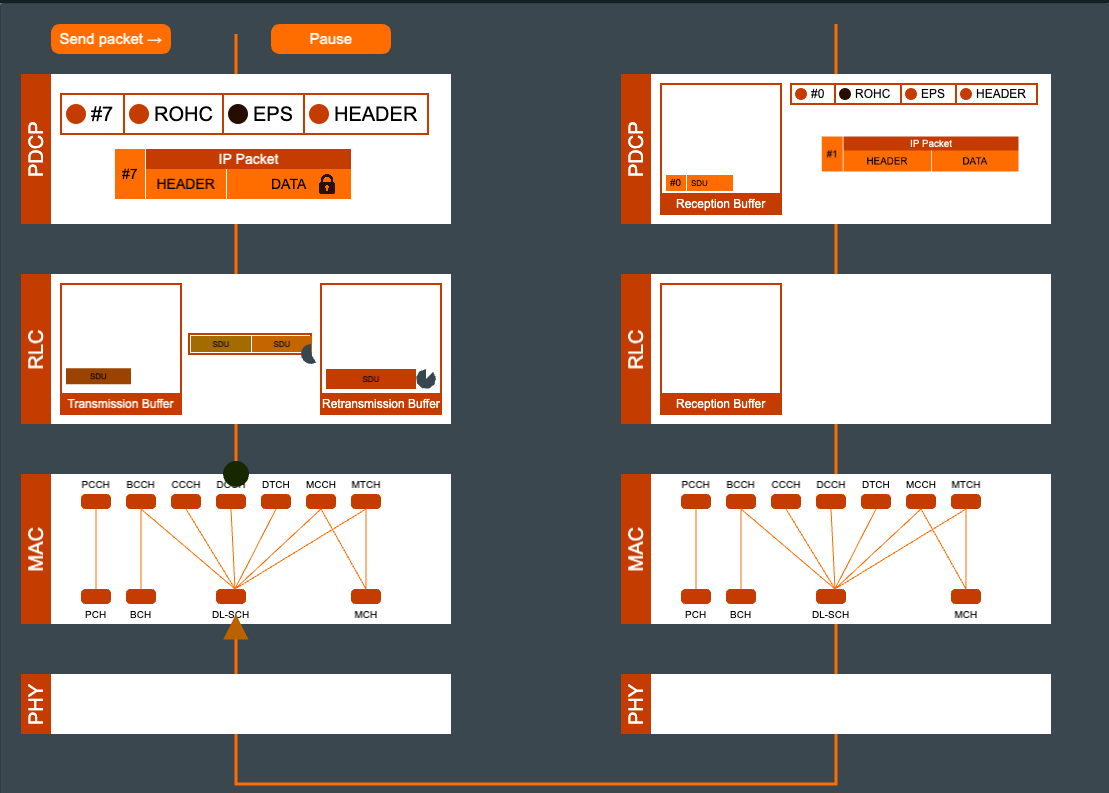 Send packet →
Pause
PDCP
#7 ROHC EPS HEADER
#7
IP Packet
HEADER DATA
PDCP
#0 ROHC EPS HEADER
#1
IP Packet
HEADER DATA
#0 SDU
Reception Buffer
RLC
SDU SDU
SDU
SDU
Transmission Buffer
Retransmission Buffer
RLC
Reception Buffer
MAC
PCCH BCCH CCCH DCCH DTCH MCCH MTCH
PCH BCH DL-SCH MCH
MAC
PCCH BCCH CCCH DCCH DTCH MCCH MTCH
PCH BCH DL-SCH MCH
PHY
PHY